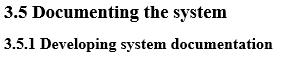 3.5 Documenting the system
3.5.1 Developing system documentation